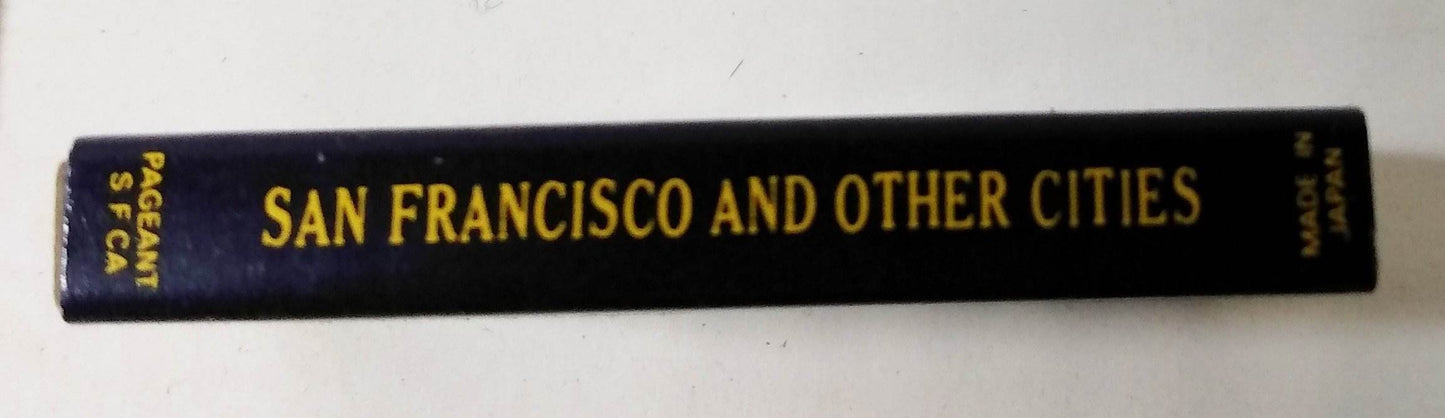 PAGEANT
S F CA
SAN FRANCISCO AND OTHER CITIES
MADE IN
JAPAN